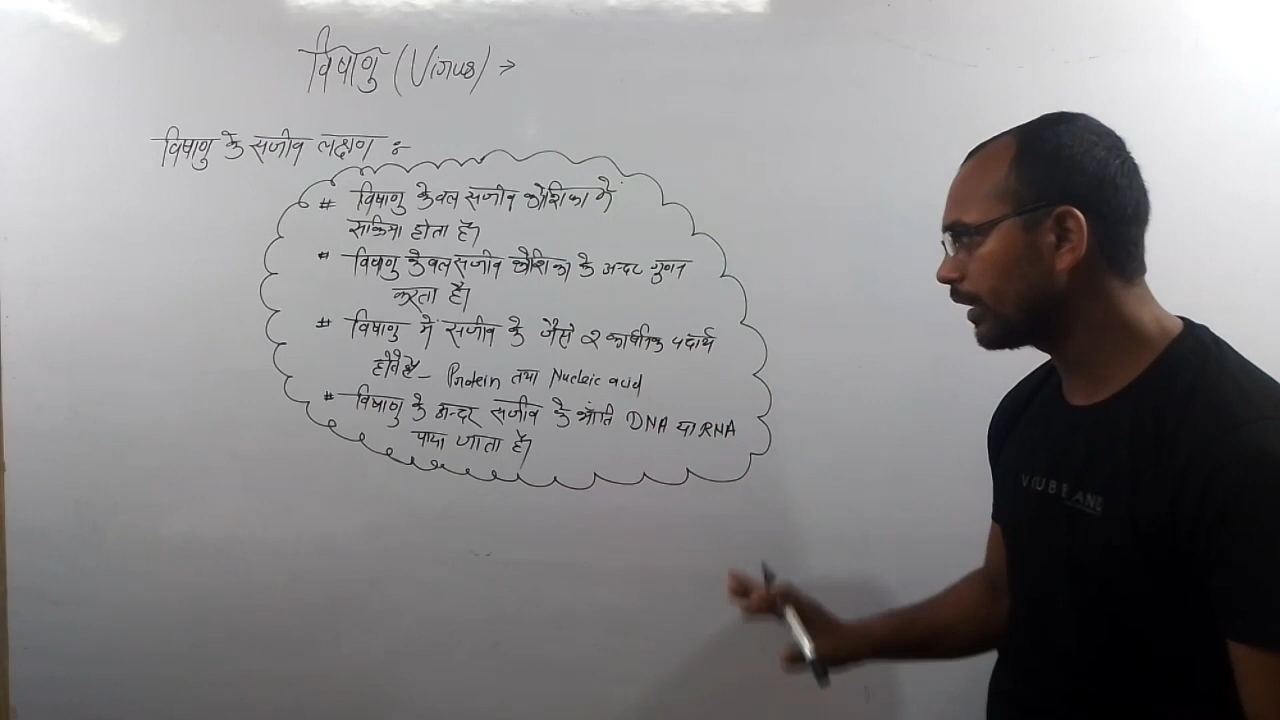 विषाणु (Virus) →
विषाणु के सजीव लक्षण :-
# विषाणु केवल सजीव कोशिका में
सक्रिय होता है।
# विषाणु केवल सजीव कोशिका के अन्दर गुणन
करता है।
# विषाणु में सजीव के जैसे २ कार्बनिक पदार्थ
होते है - Protein तथा Nucleic acid
# विषाणु के अन्दर सजीव के भांति DNA या RNA
पाया जाता है।